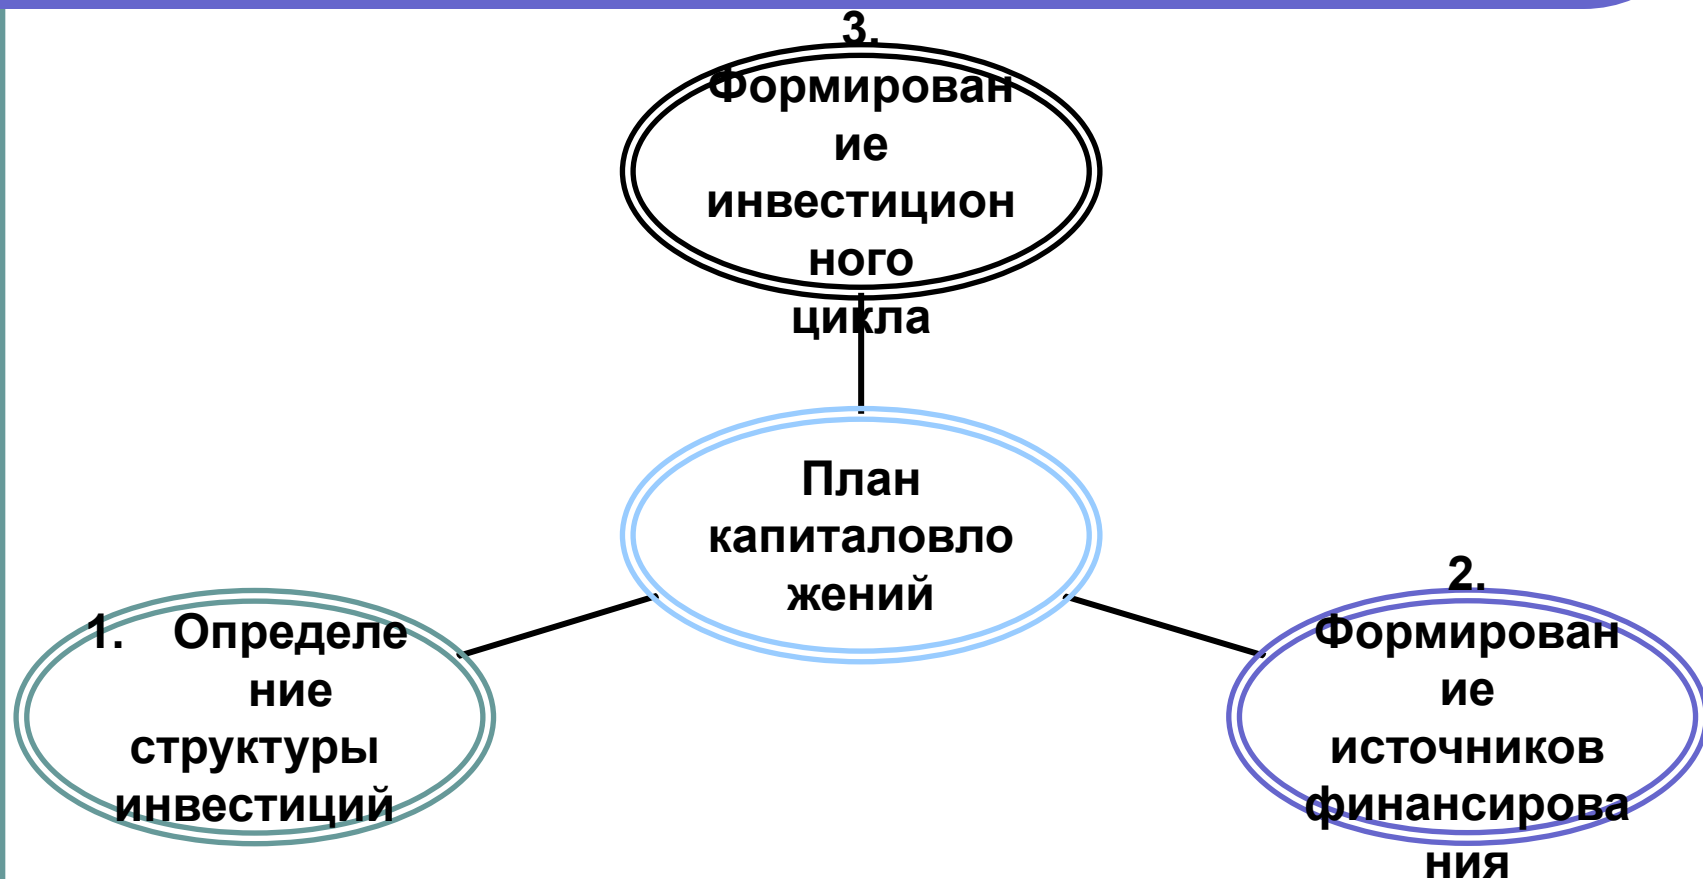 3.
Формирован
ие
инвестицион
ного
цикла
План
капиталовло
жений
1. Определе
ние
структуры
инвестиций
2.
Формирован
ие
источников
финансирова
ния